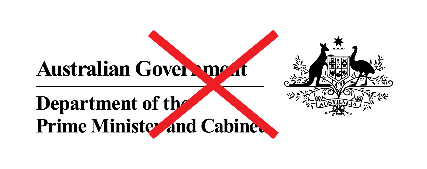 Australian Government
Department of the
Prime Minister and Cabinet